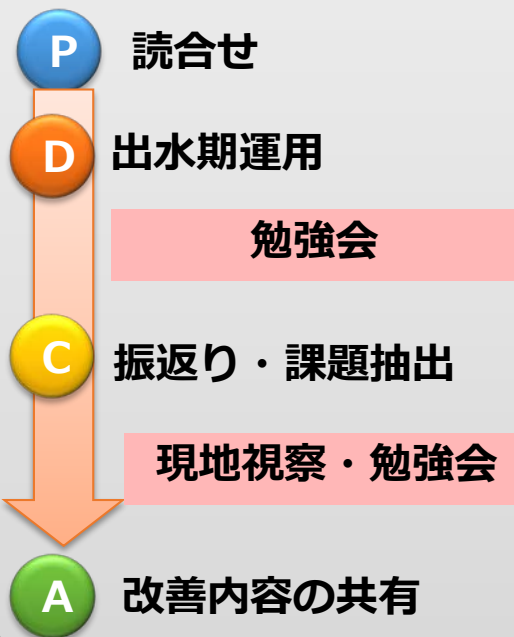 P 読合せ
D 出水期運用
勉強会
C 振返り・課題抽出
現地視察・勉強会
A 改善内容の共有